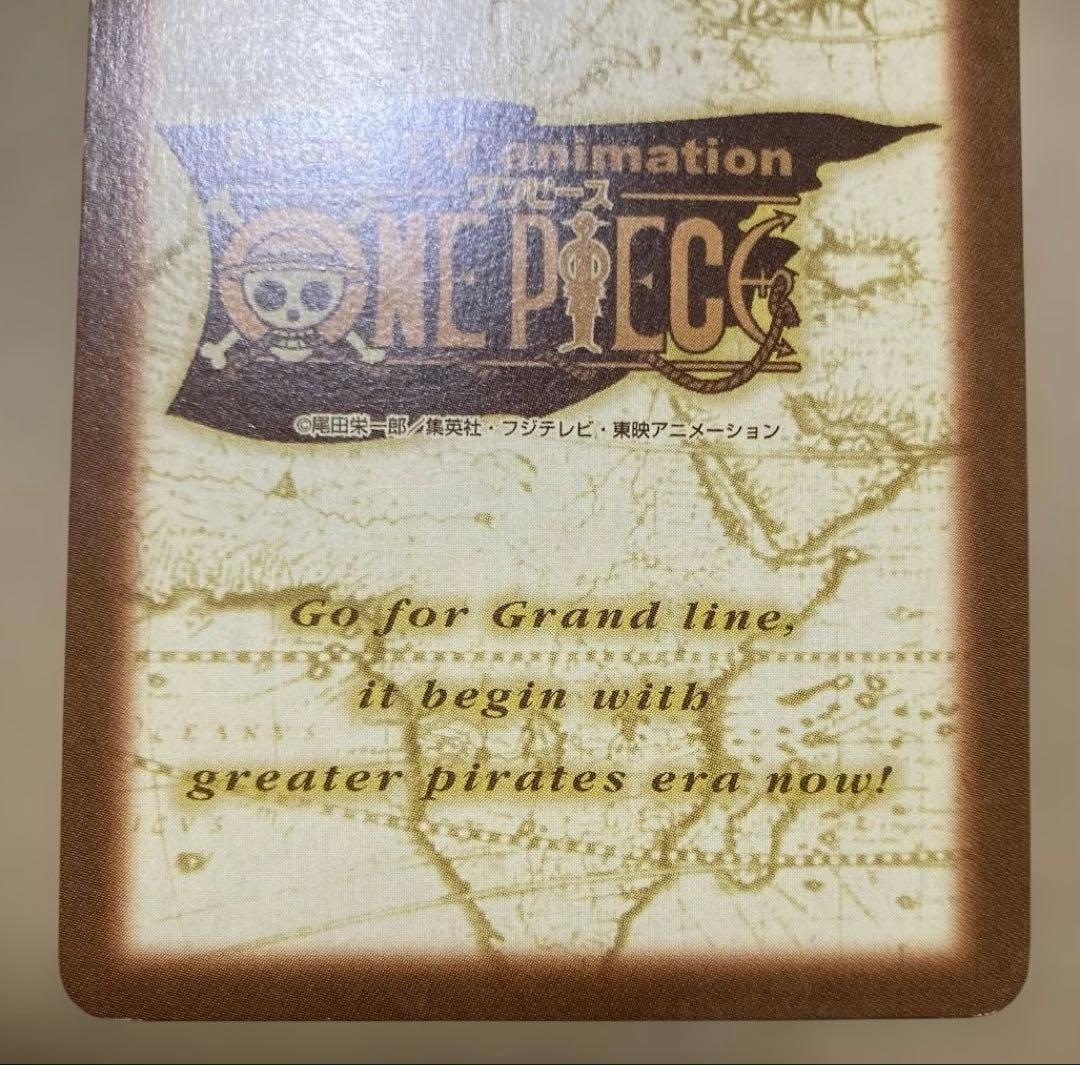 From TV animation
ワンピース
ONE PIECE
©尾田栄一郎／集英社・フジテレビ・東映アニメーション
Go for Grand line,
it begin with
greater pirates era now!